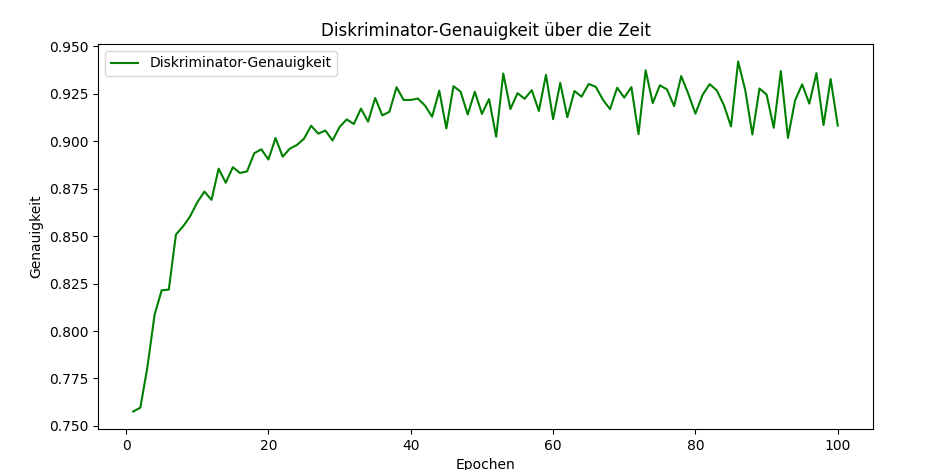 Diskriminator-Genauigkeit über die Zeit
Diskriminator-Genauigkeit
Genauigkeit
0.950
0.925
0.900
0.875
0.850
0.825
0.800
0.775
0.750
0 20 40 60 80 100
Epochen